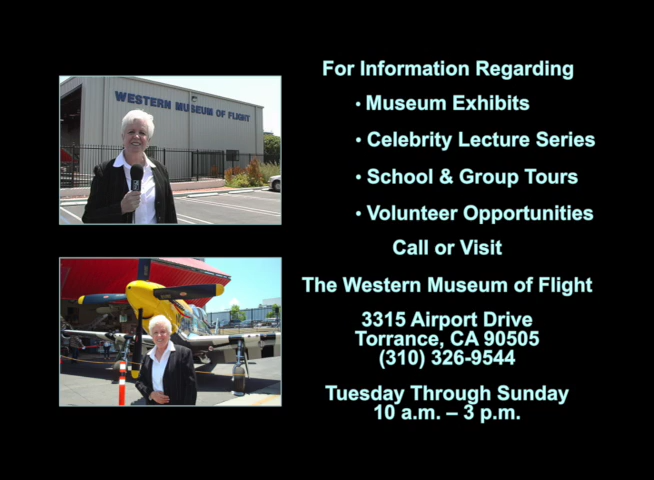 WESTERN MUSEUM OF FLIGHT
For Information Regarding
• Museum Exhibits
• Celebrity Lecture Series
• School & Group Tours
• Volunteer Opportunities
Call or Visit
The Western Museum of Flight
3315 Airport Drive
Torrance, CA 90505
(310) 326-9544
Tuesday Through Sunday
10 a.m. – 3 p.m.